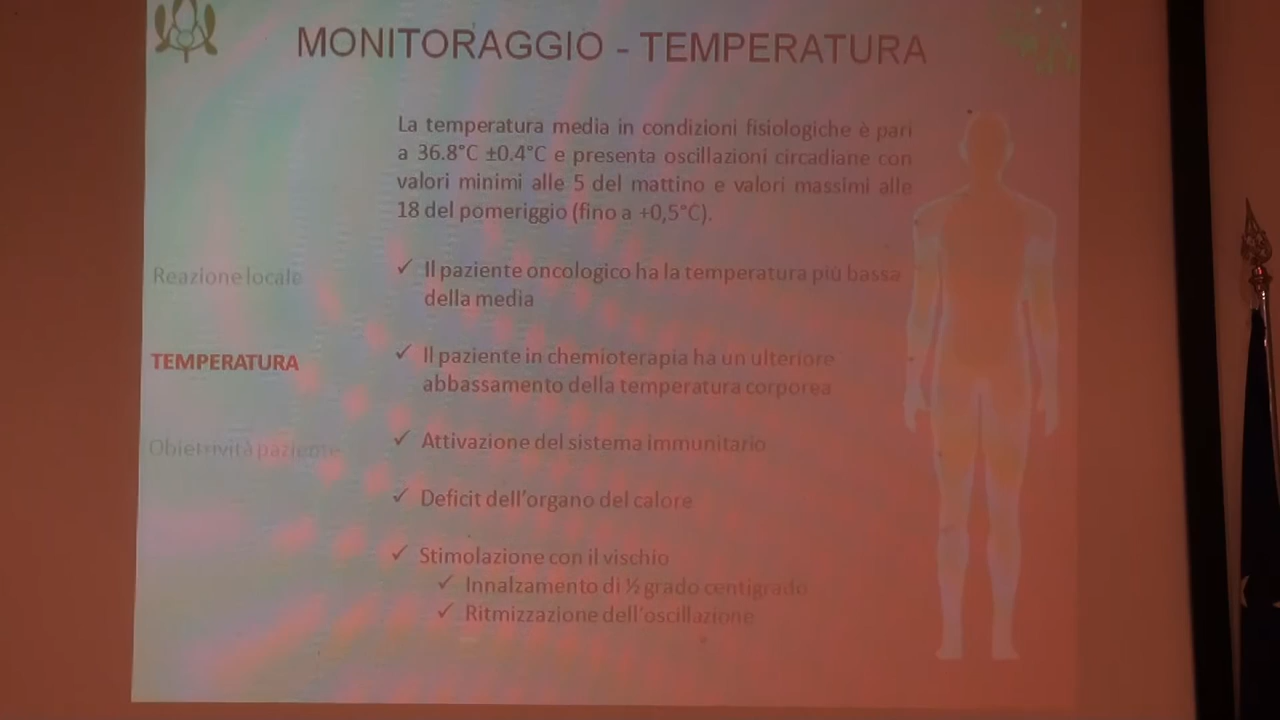 MONITORAGGIO - TEMPERATURA
La temperatura media in condizioni fisiologiche è pari
a 36.8°C ±0.4°C e presenta oscillazioni circadiane con
valori minimi alle 5 del mattino e valori massimi alle
18 del pomeriggio (fino a +0,5°C).
Reazione locale
TEMPERATURA
Obiettività paziente
✓ Il paziente oncologico ha la temperatura più bassa
della media
✓ Il paziente in chemioterapia ha un ulteriore
abbassamento della temperatura corporea
✓ Attivazione del sistema immunitario
✓ Deficit dell'organo del calore
✓ Stimolazione con il vischio
✓ Innalzamento di ½ grado centigrado
✓ Ritmizzazione dell'oscillazione